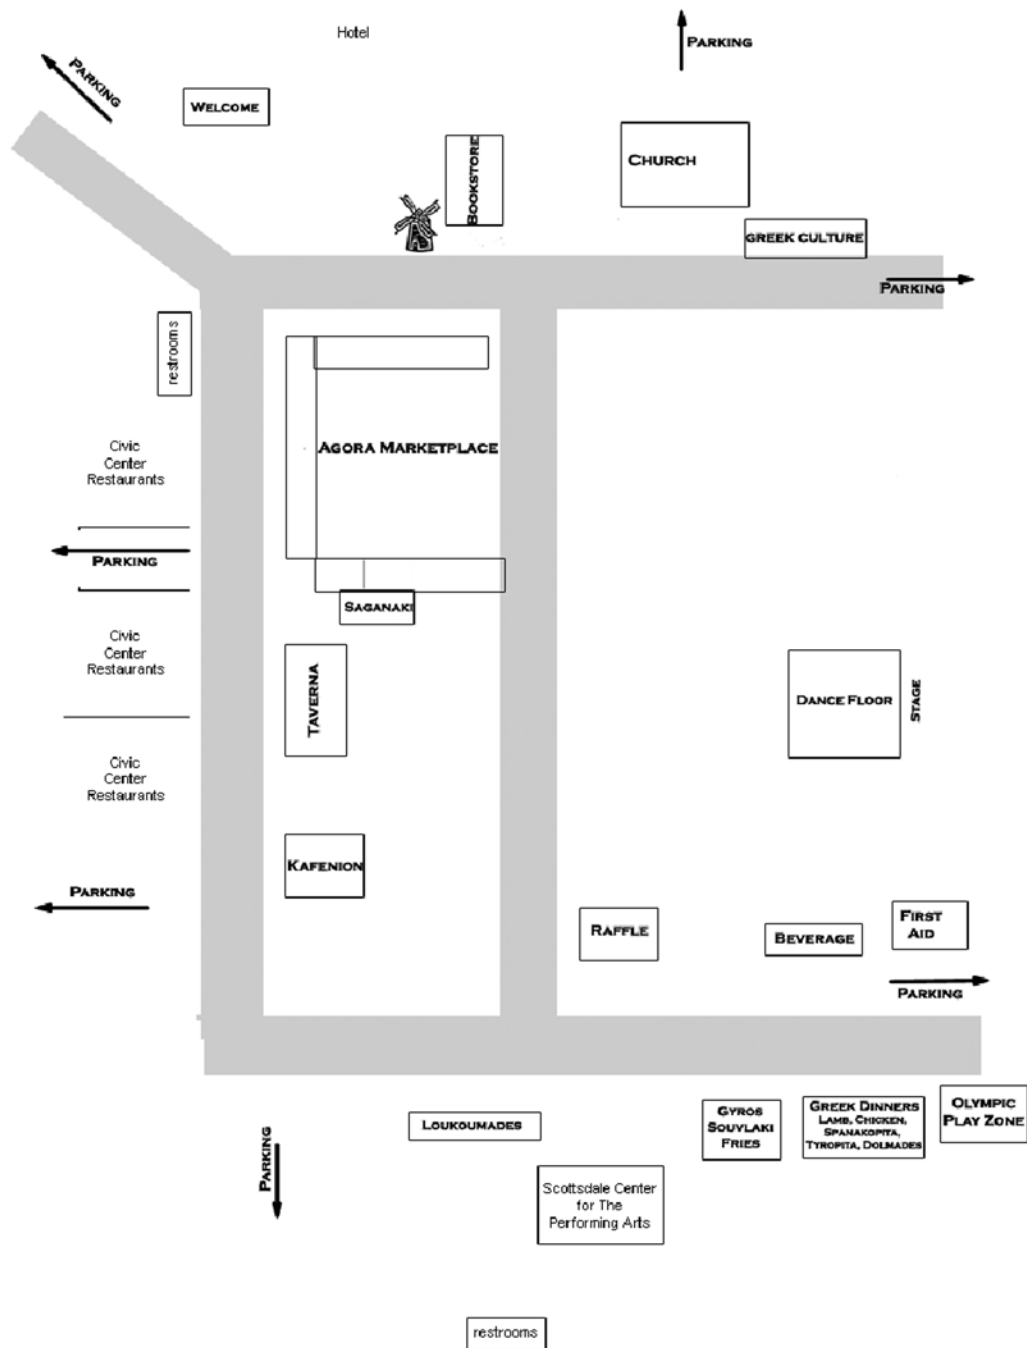 Hotel
PARKING
PARKING
WELCOME
BOOKSTORE
CHURCH
GREEK CULTURE
PARKING
restrooms
AGORA MARKETPLACE
Civic
Center
Restaurants
PARKING
SAGANAKI
Civic
Center
Restaurants
TAVERNA
DANCE FLOOR
STAGE
Civic
Center
Restaurants
KAFENION
PARKING
RAFFLE
BEVERAGE
FIRST
AID
PARKING
LOUKOUMADES
GYROS
SOUVLAKI
FRIES
GREEK DINNERS
LAMB, CHICKEN,
SPANAKOPITA,
TYROPITA, DOLMADES
OLYMPIC
PLAY ZONE
PARKING
Scottsdale Center
for The
Performing Arts
restrooms